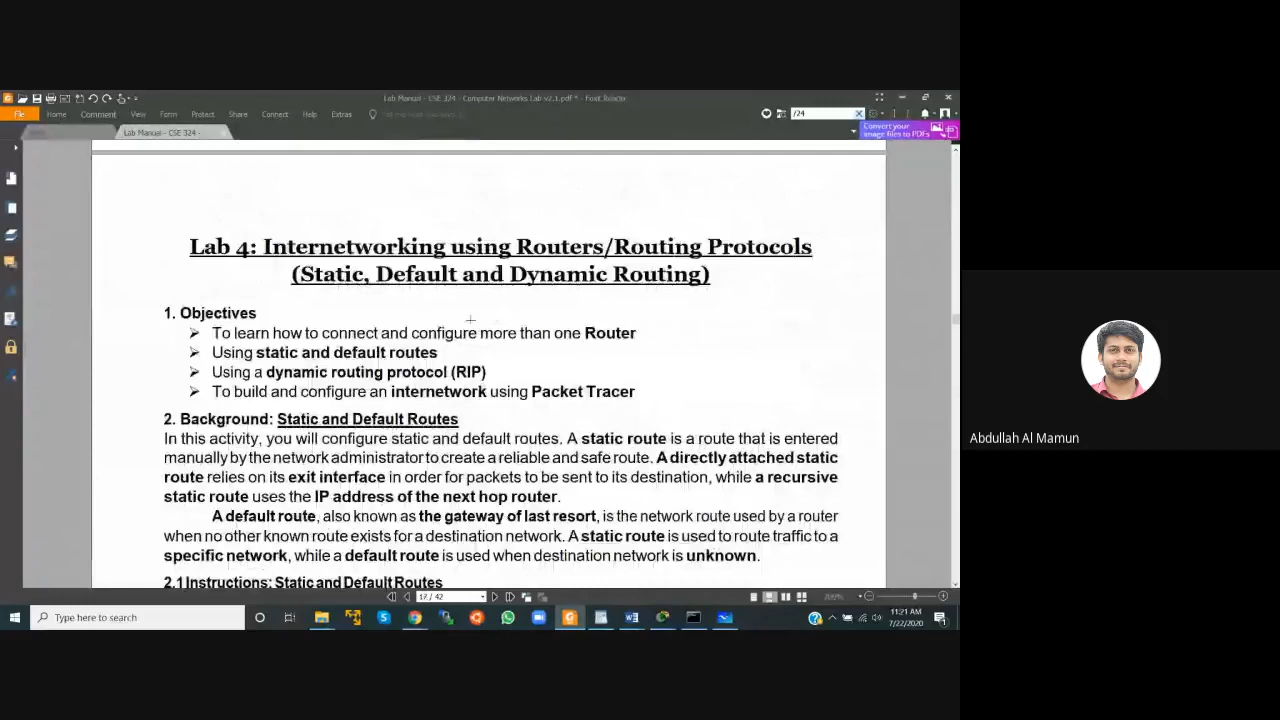 Lab Manual - CSE 324 - Computer Networks Lab v2.1.pdf * - Foxit Reader
File Home Comment Protect View Form Share Connect Help Extras
/24
Convert your
image files to PDFs
Lab Manual - CSE 324 -
Lab 4: Internetworking using Routers/Routing Protocols
(Static, Default and Dynamic Routing)
1. Objectives
➢ To learn how to connect and configure more than one Router
➢ Using static and default routes
➢ Using a dynamic routing protocol (RIP)
➢ To build and configure an internetwork using Packet Tracer
2. Background: Static and Default Routes
In this activity, you will configure static and default routes. A static route is a route that is entered
manually by the network administrator to create a reliable and safe route. A directly attached static
route relies on its exit interface in order for packets to be sent to its destination, while a recursive
static route uses the IP address of the next hop router.
A default route, also known as the gateway of last resort, is the network route used by a router
when no other known route exists for a destination network. A static route is used to route traffic to a
specific network, while a default route is used when destination network is unknown.
2.1 Instructions: Static and Default Routes
17 / 42
Type here to search
11:21 AM
7/22/2020
Abdullah Al Mamun